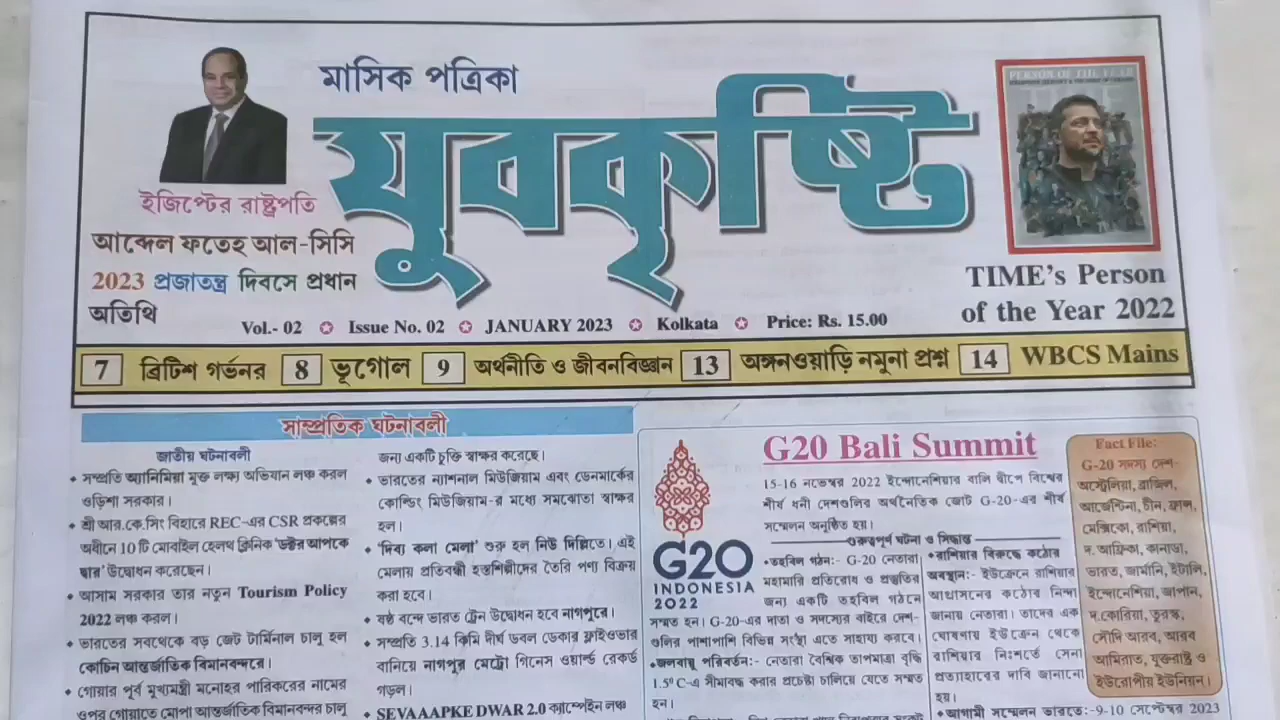 মাসিক পত্রিকা
যুবকৃষ্টি
ইজিপ্টের রাষ্ট্রপতি
আব্দেল ফতেহ আল-সিসি
2023 প্রজাতন্ত্র দিবসে প্রধান
অতিথি
PERSON OF THE YEAR
TIME's Person
of the Year 2022
Vol.- 02 ✪ Issue No. 02 ✪ JANUARY 2023 ✪ Kolkata ✪ Price: Rs. 15.00
7 ব্রিটিশ গর্ভনর 8 ভূগোল 9 অর্থনীতি ও জীবনবিজ্ঞান 13 অঙ্গনওয়াড়ি নমুনা প্রশ্ন 14 WBCS Mains
সাম্প্রতিক ঘটনাবলী
জাতীয় ঘটনাবলী
• সম্প্রতি অ্যানিমিয়া মুক্ত লক্ষ্য অভিযান লঞ্চ করল
ওড়িশা সরকার।
• শ্রী আর.কে.সিং বিহারে REC-এর CSR প্রকল্পের
অধীনে 10 টি মোবাইল হেলথ ক্লিনিক 'ডক্টর আপকে
দ্বার' উদ্বোধন করেছেন।
• আসাম সরকার তার নতুন Tourism Policy
2022 লঞ্চ করল।
• ভারতের সবথেকে বড় জেট টার্মিনাল চালু হল
কোচিন আন্তর্জাতিক বিমানবন্দরে।
• গোয়ার পূর্ব মুখ্যমন্ত্রী মনোহর পারিকরের নামের
ওপর গোয়াতে মোপা আন্তর্জাতিক বিমানবন্দর চালু
জন্য একটি চুক্তি স্বাক্ষর করেছে।
• ভারতের ন্যাশনাল মিউজিয়াম এবং ডেনমার্কের
কোল্ডিং মিউজিয়াম-র মধ্যে সমঝোতা স্বাক্ষর
হল।
• 'দিব্য কলা মেলা' শুরু হল নিউ দিল্লিতে। এই
মেলায় প্রতিবন্ধী হস্তশিল্পীদের তৈরি পণ্য বিক্রয়
করা হবে।
• ষষ্ঠ বন্দে ভারত ট্রেন উদ্বোধন হবে নাগপুরে।
• সম্প্রতি 3.14 কিমি দীর্ঘ ডবল ডেকার ফ্লাইওভার
বানিয়ে নাগপুর মেট্রো গিনেস ওয়ার্ল্ড রেকর্ড
গড়ল।
• SEVAAAPKE DWAR 2.0 ক্যাম্পেইন লঞ্চ
G20
INDONESIA
2022
G20 Bali Summit
15-16 নভেম্বর 2022 ইন্দোনেশিয়ার বালি দ্বীপে বিশ্বের
শীর্ষ ধনী দেশগুলির অর্থনৈতিক জোট G-20-এর শীর্ষ
সম্মেলন অনুষ্ঠিত হয়।
গুরুত্বপূর্ণ ঘটনা ও সিদ্ধান্ত
• তহবিল গঠন:- G-20 নেতারা
মহামারি প্রতিরোধ ও প্রস্তুতির
জন্য একটি তহবিল গঠনে
সম্মত হন। G-20-এর দাতা ও সদস্যের বাইরে দেশ-
গুলির পাশাপাশি বিভিন্ন সংস্থা এতে সাহায্য করবে।
• জলবায়ু পরিবর্তন:- নেতারা বৈশ্বিক তাপমাত্রা বৃদ্ধি
1.5⁰ C-এ সীমাবদ্ধ করার প্রচেষ্টা চালিয়ে যেতে সম্মত
হন।
• রাশিয়ার বিরুদ্ধে কঠোর
অবস্থান:- ইউক্রেনে রাশিয়ার
আগ্রাসনের কঠোর নিন্দা
জানায় নেতারা। তাদের এক
ঘোষণায় ইউক্রেন থেকে
রাশিয়ার নিঃশর্তে সেনা
প্রত্যাহারের দাবি জানানো
হয়।
• আগামী সম্মেলন ভারতে:-9-10 সেপ্টেম্বর 2023
Fact File:
G-20 সদস্য দেশ-
অস্ট্রেলিয়া, ব্রাজিল,
আর্জেন্টিনা, চীন, ফ্রান্স,
মেক্সিকো, রাশিয়া,
দ. আফ্রিকা, কানাডা,
ভারত, জার্মানি, ইটালি,
ইন্দোনেশিয়া, জাপান,
দ.কোরিয়া, তুরস্ক,
সৌদি আরব, আরব
আমিরাত, যুক্তরাষ্ট্র ও
ইউরোপীয় ইউনিয়ন।